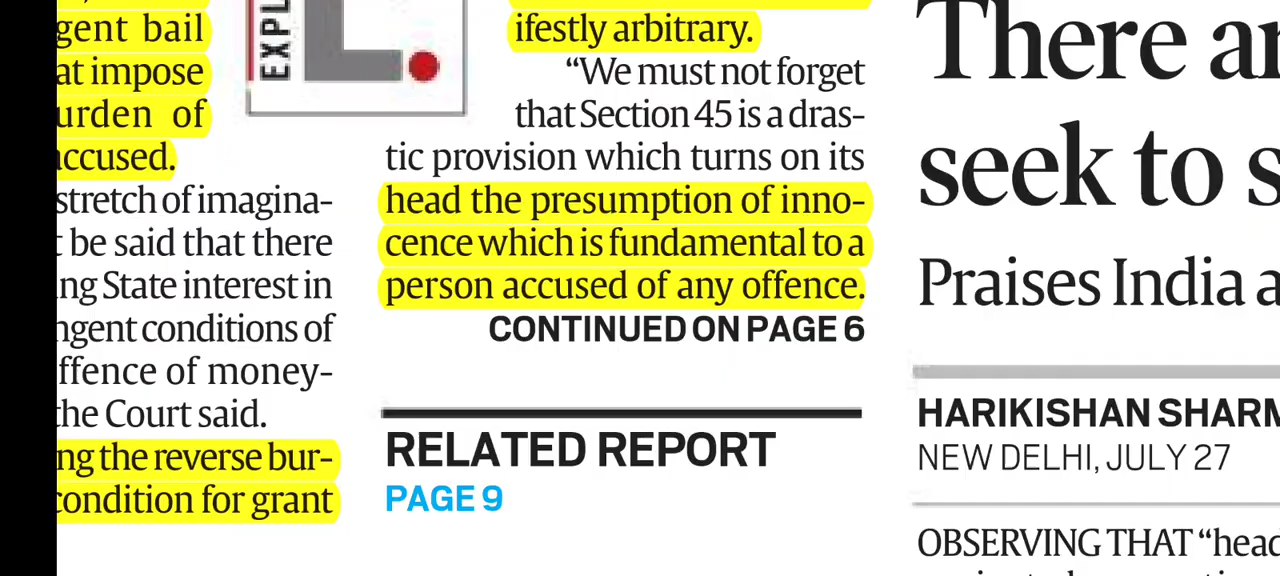 gent bail
at impose
urden of
accused.
stretch of imagina-
t be said that there
ng State interest in
ngent conditions of
ffence of money-
the Court said.
ng the reverse bur-
condition for grant
EXPL
ifestly arbitrary.
“We must not forget
that Section 45 is a dras-
tic provision which turns on its
head the presumption of inno-
cence which is fundamental to a
person accused of any offence.
CONTINUED ON PAGE 6
RELATED REPORT
PAGE 9
There ar
seek to s
Praises India a
HARIKISHAN SHARM
NEW DELHI, JULY 27
OBSERVING THAT “head